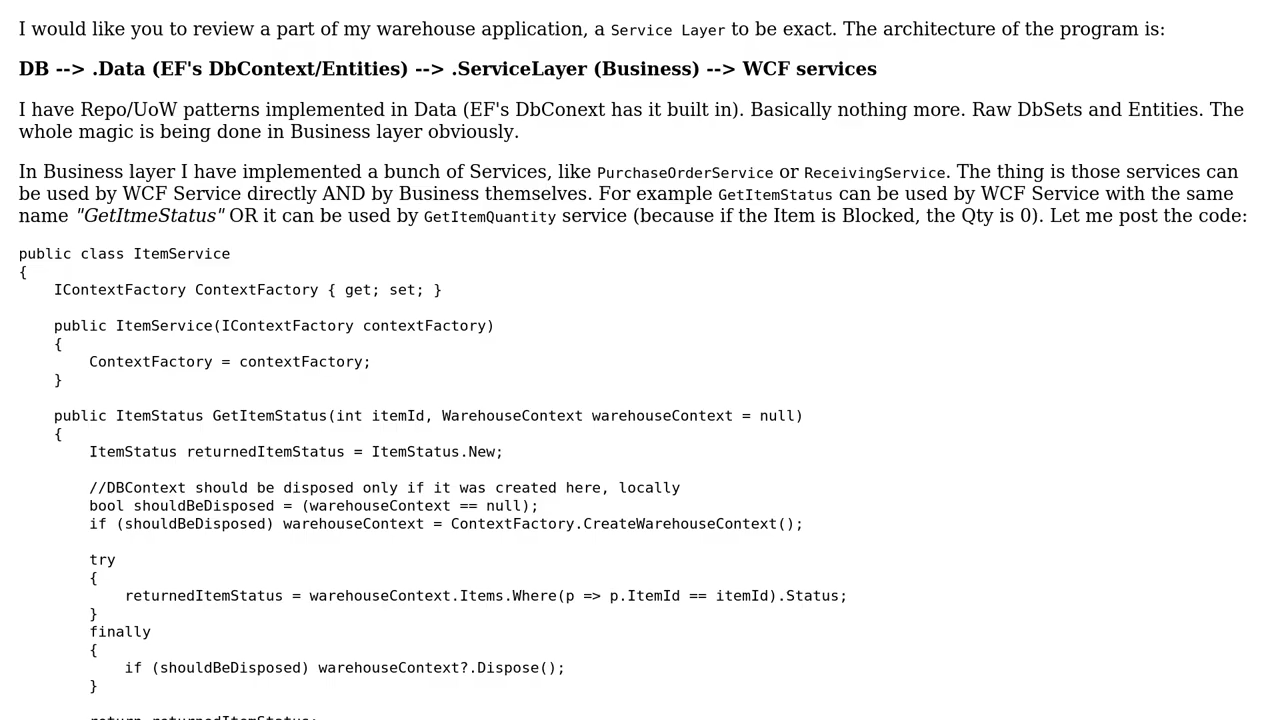 I would like you to review a part of my warehouse application, a Service Layer to be exact. The architecture of the program is:
DB --> .Data (EF's DbContext/Entities) --> .ServiceLayer (Business) --> WCF services
I have Repo/UoW patterns implemented in Data (EF's DbConext has it built in). Basically nothing more. Raw DbSets and Entities. The
whole magic is being done in Business layer obviously.
In Business layer I have implemented a bunch of Services, like PurchaseOrderService or ReceivingService. The thing is those services can
be used by WCF Service directly AND by Business themselves. For example GetItemStatus can be used by WCF Service with the same
name "GetItmeStatus" OR it can be used by GetItemQuantity service (because if the Item is Blocked, the Qty is 0). Let me post the code:
public class ItemService
{
    IContextFactory ContextFactory { get; set; }
    public ItemService(IContextFactory contextFactory)
    {
        ContextFactory = contextFactory;
    }
    public ItemStatus GetItemStatus(int itemId, WarehouseContext warehouseContext = null)
    {
        ItemStatus returnedItemStatus = ItemStatus.New;
        //DBContext should be disposed only if it was created here, locally
        bool shouldBeDisposed = (warehouseContext == null);
        if (shouldBeDisposed) warehouseContext = ContextFactory.CreateWarehouseContext();
        try
        {
            returnedItemStatus = warehouseContext.Items.Where(p => p.ItemId == itemId).Status;
        }
        finally
        {
            if (shouldBeDisposed) warehouseContext?.Dispose();
        }
        return returnedItemStatus;